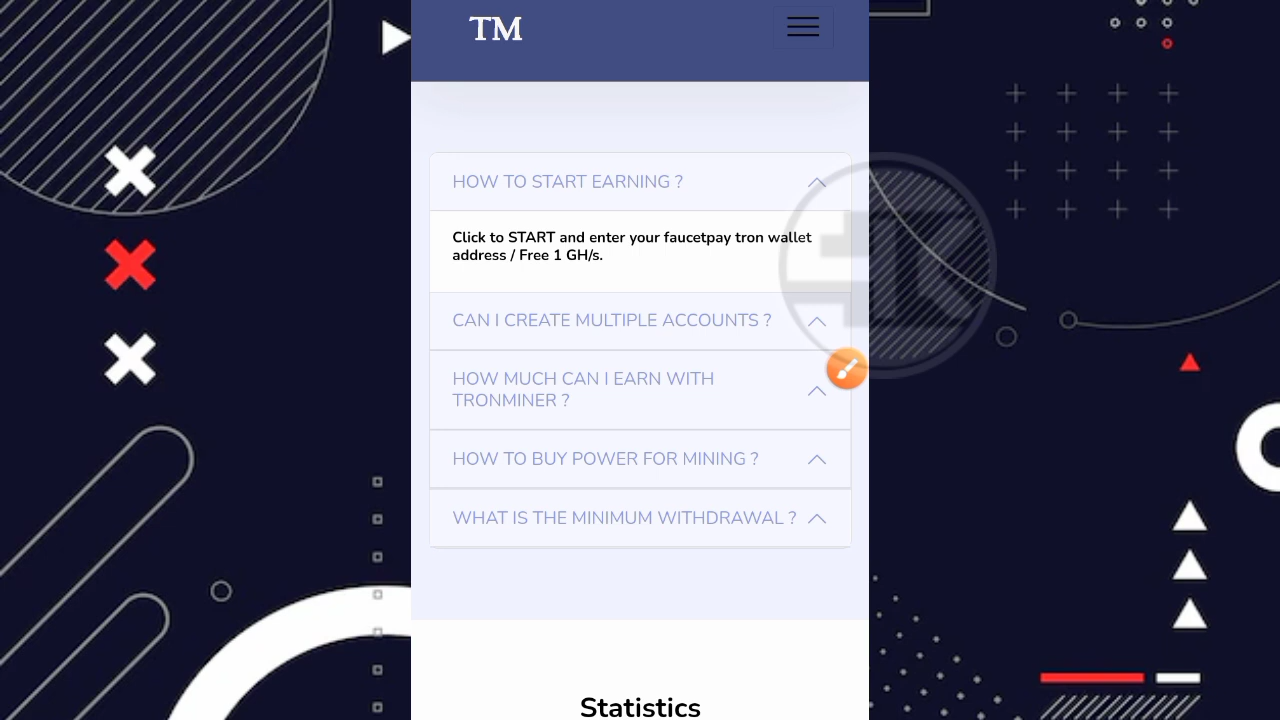 TM
HOW TO START EARNING ?
Click to START and enter your faucetpay tron wallet
address / Free 1 GH/s.
CAN I CREATE MULTIPLE ACCOUNTS ?
HOW MUCH CAN I EARN WITH
TRONMINER ?
HOW TO BUY POWER FOR MINING ?
WHAT IS THE MINIMUM WITHDRAWAL ?
Statistics